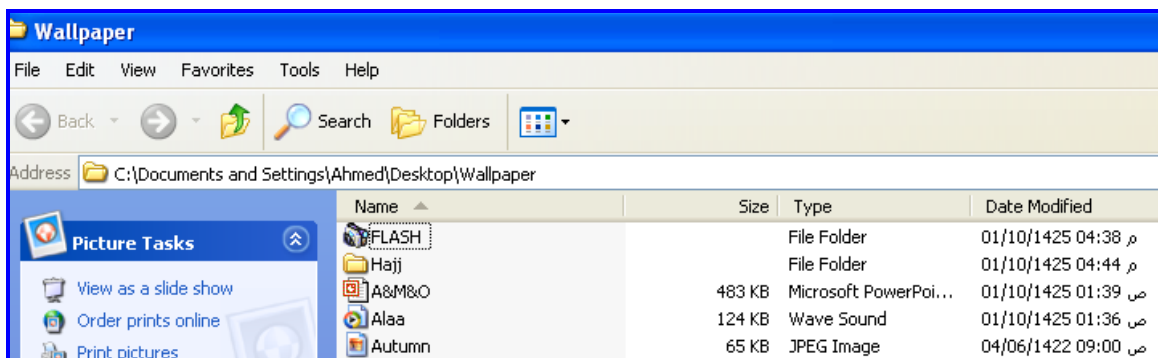 Wallpaper
File Edit View Favorites Tools Help
Back Search Folders
Address C:\Documents and Settings\Ahmed\Desktop\Wallpaper
Name Size Type Date Modified
Picture Tasks
View as a slide show
Order prints online
Print pictures
FLASH File Folder 01/10/1425 04:38 م
Hajj File Folder 01/10/1425 04:44 م
A&M&O 483 KB Microsoft PowerPoi... 01/10/1425 01:39 ص
Alaa 124 KB Wave Sound 01/10/1425 01:36 ص
Autumn 65 KB JPEG Image 04/06/1422 09:00 ص